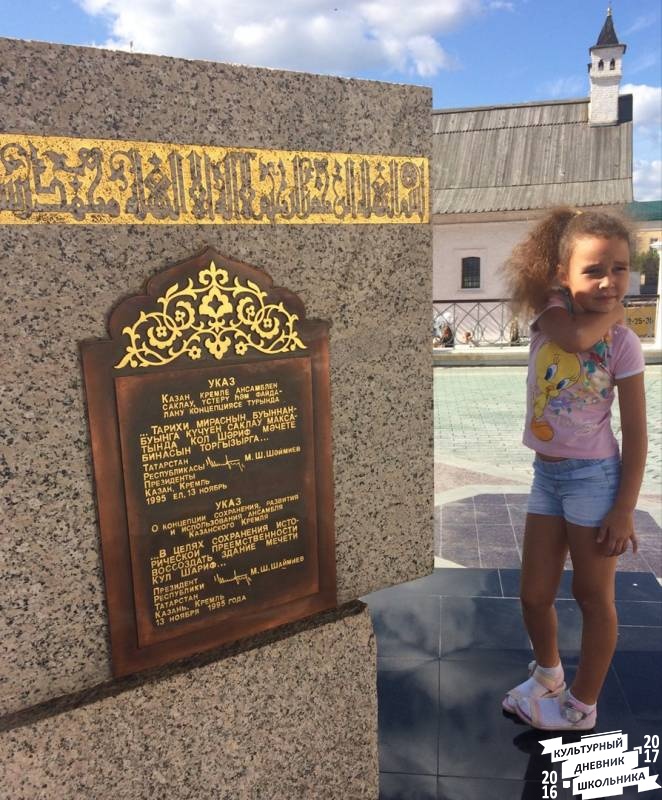 УКАЗ
КАЗАН КРЕМЛЕ АНСАМБЛЕН
САКЛАУ, ҮСТЕРҮ ҺӘМ ФАЙДА-
ЛАНУ КОНЦЕПЦИЯСЕ ТУРЫНДА
...ТАРИХИ МИРАСНЫҢ БУЫННАН-
БУЫНГА КҮЧҮЕН САКЛАУ МАКСА-
ТЫНДА КОЛ ШӘРИФ МӘЧЕТЕ
БИНАСЫН ТОРГЫЗЫРГА...
ТАТАРСТАН
РЕСПУБЛИКАСЫ М.Ш.ШӘЙМИЕВ
ПРЕЗИДЕНТЫ
КАЗАН, КРЕМЛЬ
1995 ЕЛ, 13 НОЯБРЬ
УКАЗ
О КОНЦЕПЦИИ СОХРАНЕНИЯ, РАЗВИТИЯ
И ИСПОЛЬЗОВАНИЯ АНСАМБЛЯ
КАЗАНСКОГО КРЕМЛЯ
...В ЦЕЛЯХ СОХРАНЕНИЯ ИСТО-
РИЧЕСКОЙ ПРЕЕМСТВЕННОСТИ
ВОССОЗДАТЬ ЗДАНИЕ МЕЧЕТИ
КУЛ ШАРИФ...
ПРЕЗИДЕНТ
РЕСПУБЛИКИ М.Ш.ШАЙМИЕВ
ТАТАРСТАН
КАЗАНЬ, КРЕМЛЬ
13 НОЯБРЯ 1995 ГОДА
-25-21-
КУЛЬТУРНЫЙ
ДНЕВНИК
ШКОЛЬНИКА
2016
2017